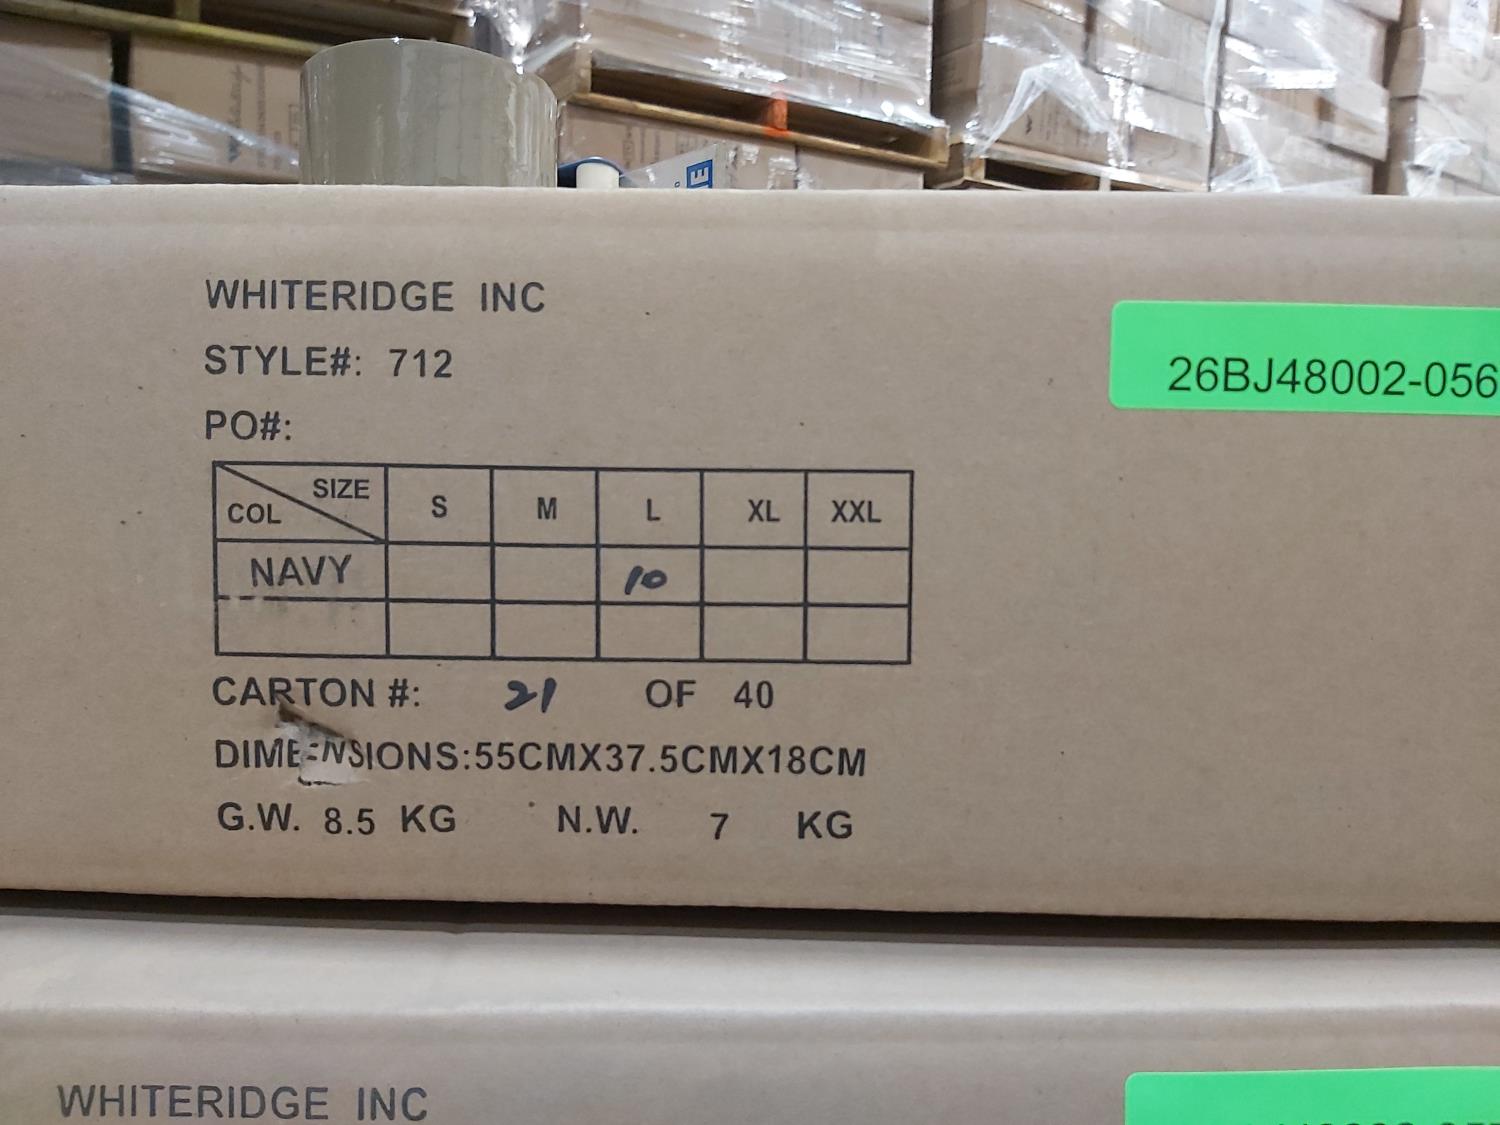 WHITERIDGE INC
STYLE#: 712
26BJ48002-056
PO#:
SIZE
COL S M L XL XXL
NAVY 10
CARTON #: 21 OF 40
DIMENSIONS:55CMX37.5CMX18CM
G.W. 8.5 KG N.W. 7 KG
WHITERIDGE INC